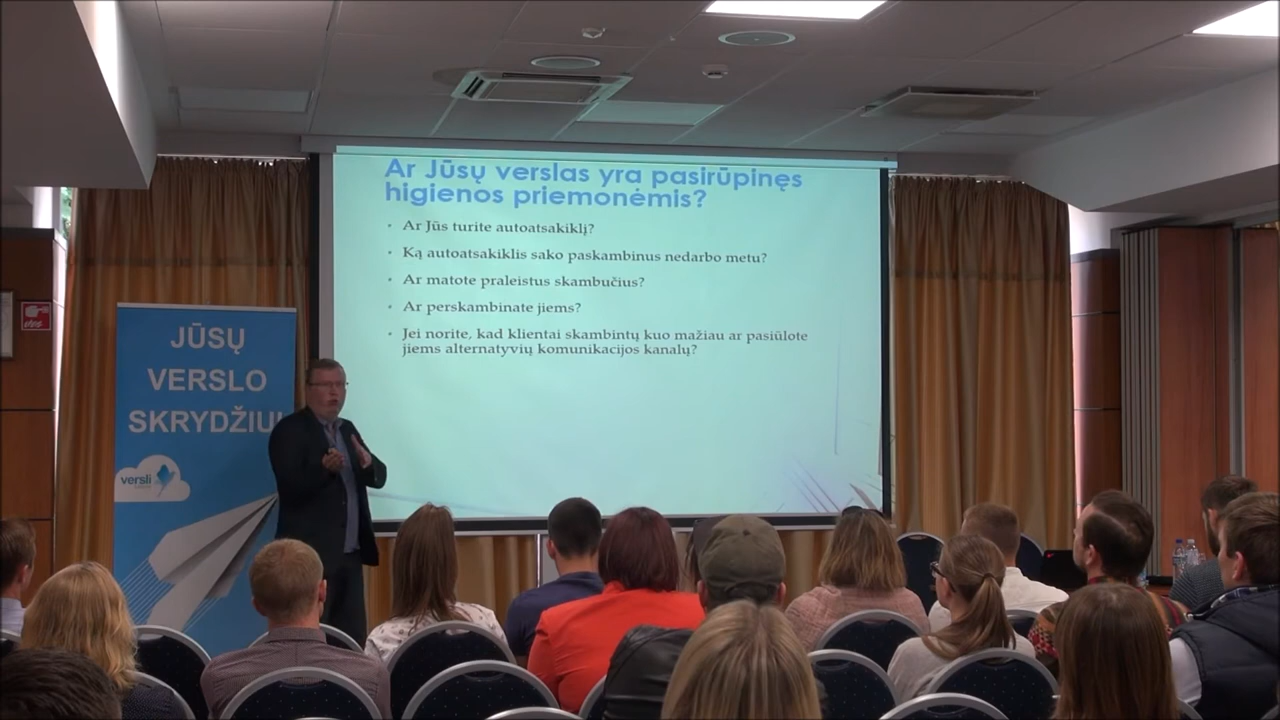 Ar Jūsų verslas yra pasirūpinęs
higienos priemonėmis?
Ar Jūs turite autoatsakiklį?
Ką autoatsakiklis sako paskambinus nedarbo metu?
Ar matote praleistus skambučius?
Ar perskambinate jiems?
Jei norite, kad klientai skambintų kuo mažiau ar pasiūlote
jiems alternatyvių komunikacijos kanalų?
JŪSŲ
VERSLO
SKRYDŽIUI
versli